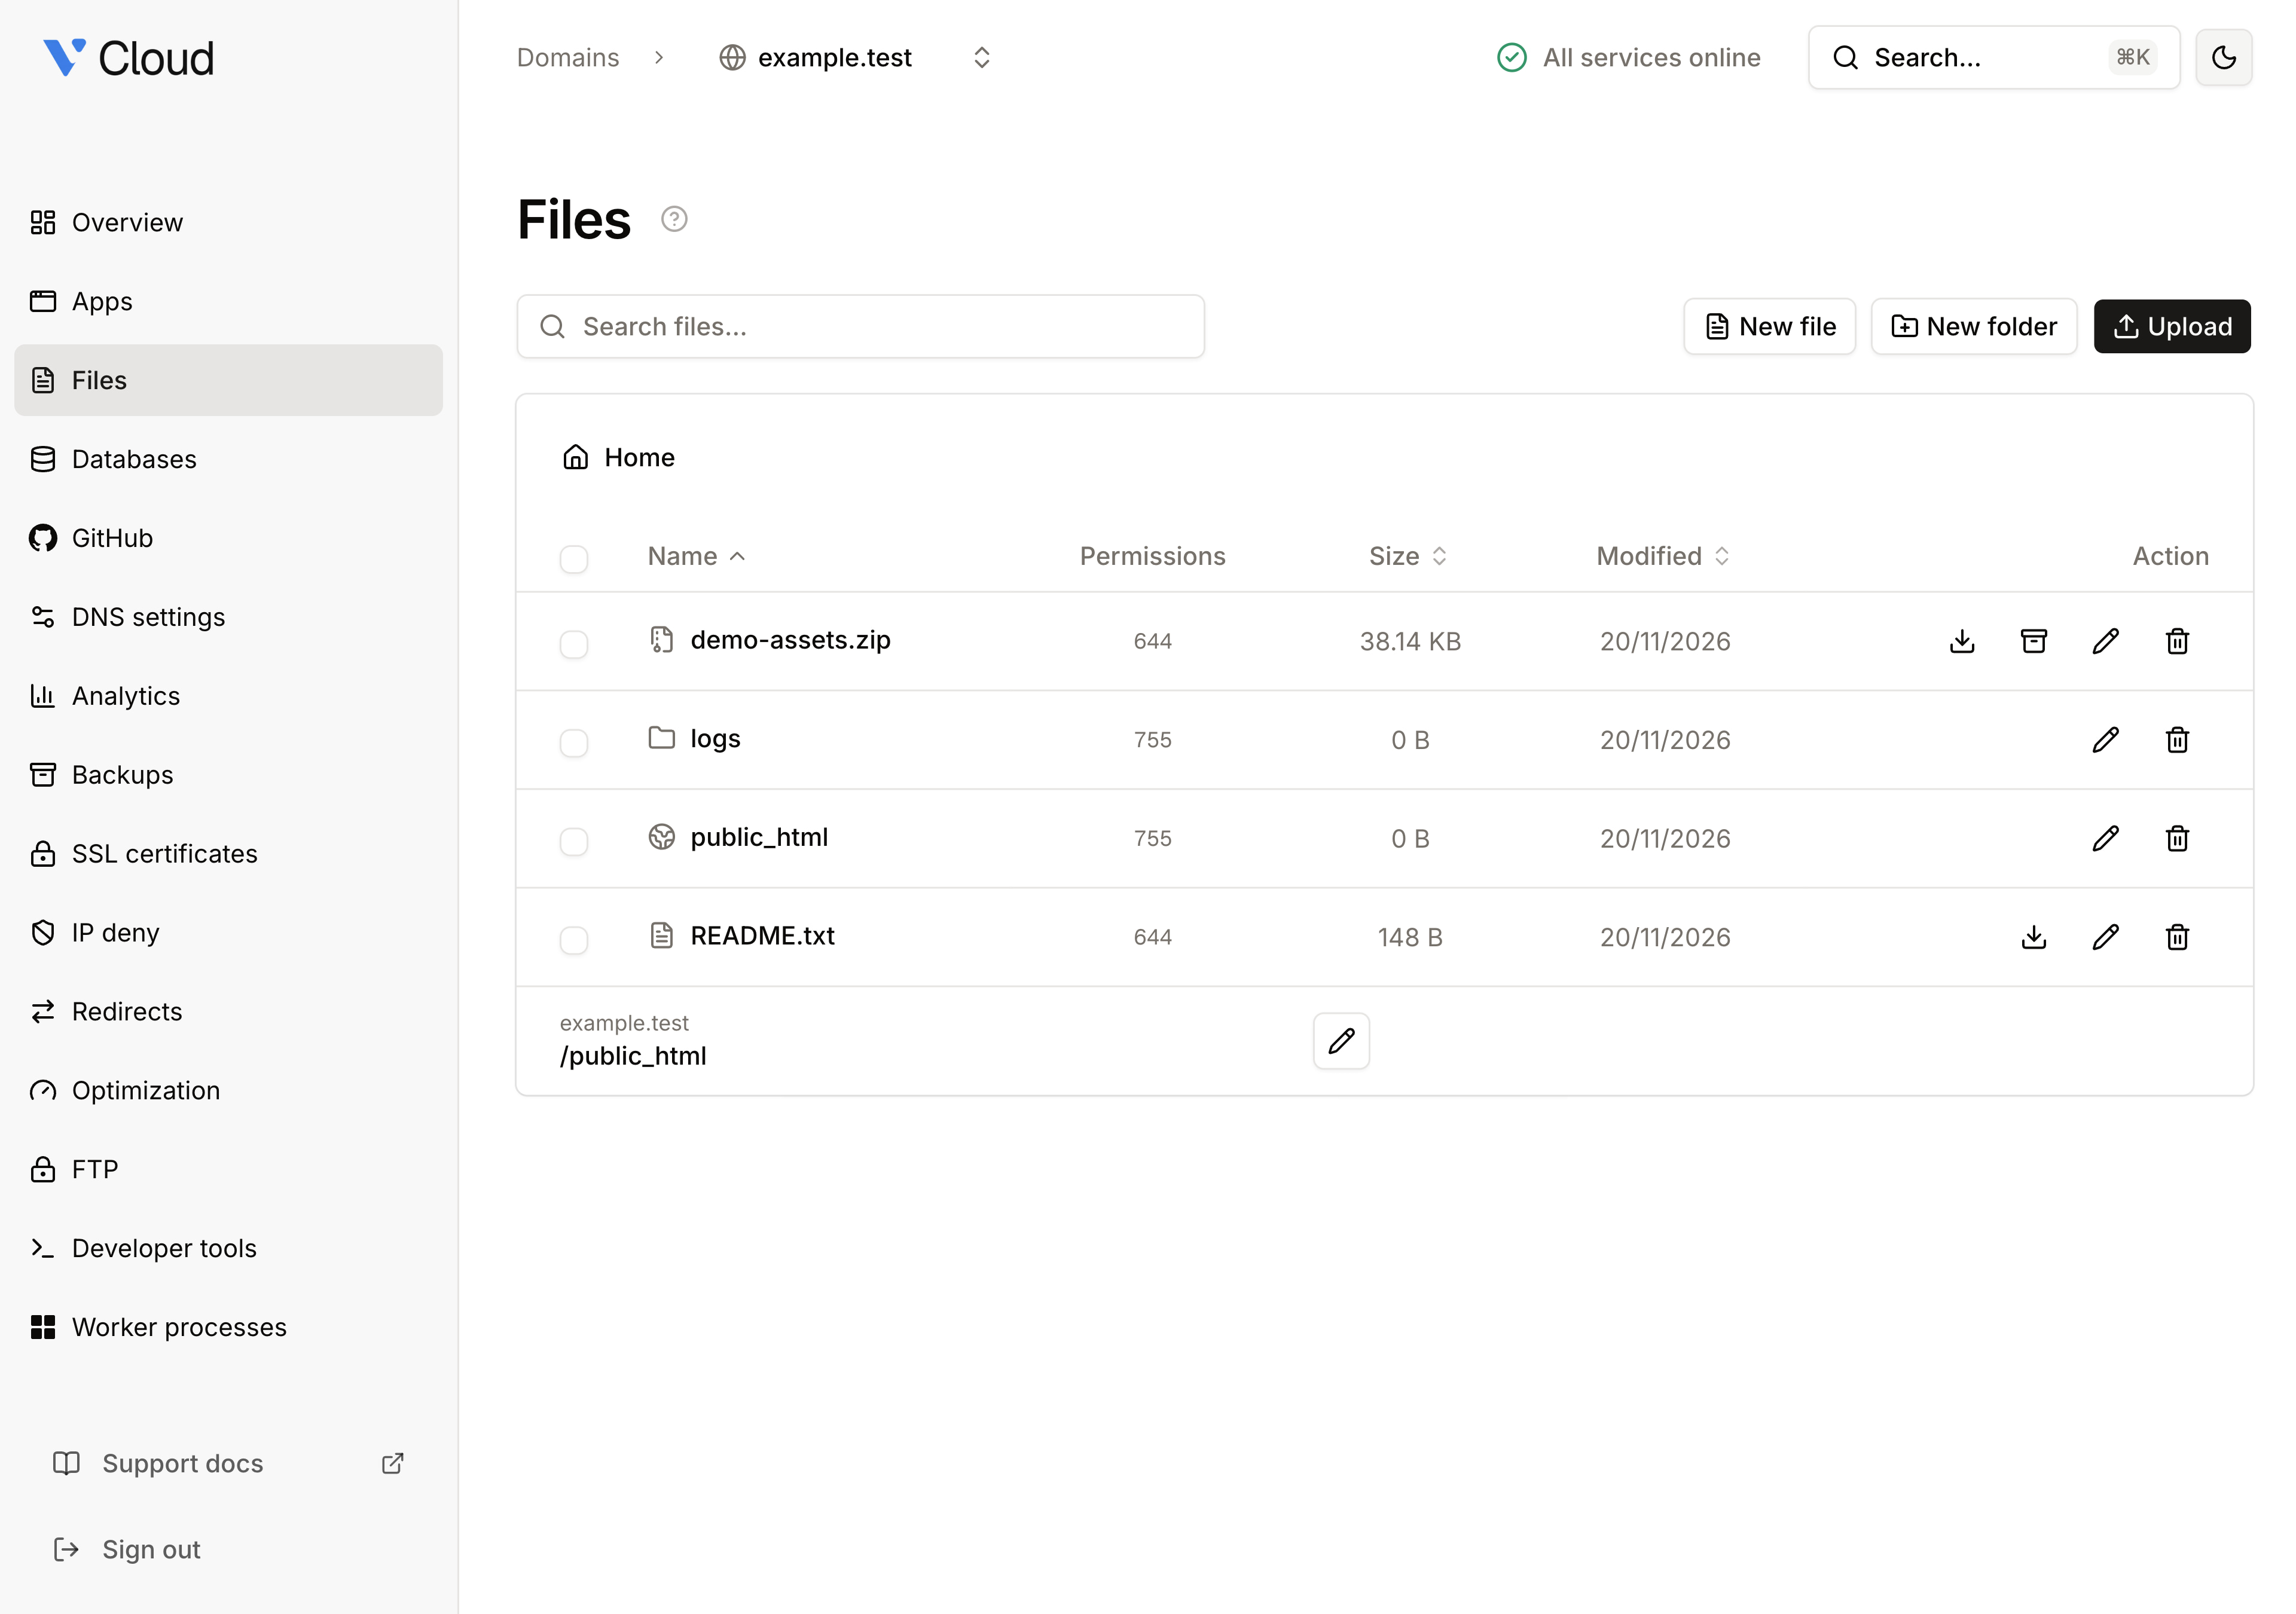 Cloud
Domains
example.test
All services online
Search...
⌘K
Overview
Apps
Files
Databases
GitHub
DNS settings
Analytics
Backups
SSL certificates
IP deny
Redirects
Optimization
FTP
Developer tools
Worker processes
Support docs
Sign out
Files
Search files...
New file
New folder
Upload
Home
Name Permissions Size Modified Action
demo-assets.zip 644 38.14 KB 20/11/2026
logs 755 0 B 20/11/2026
public_html 755 0 B 20/11/2026
README.txt 644 148 B 20/11/2026
example.test
/public_html